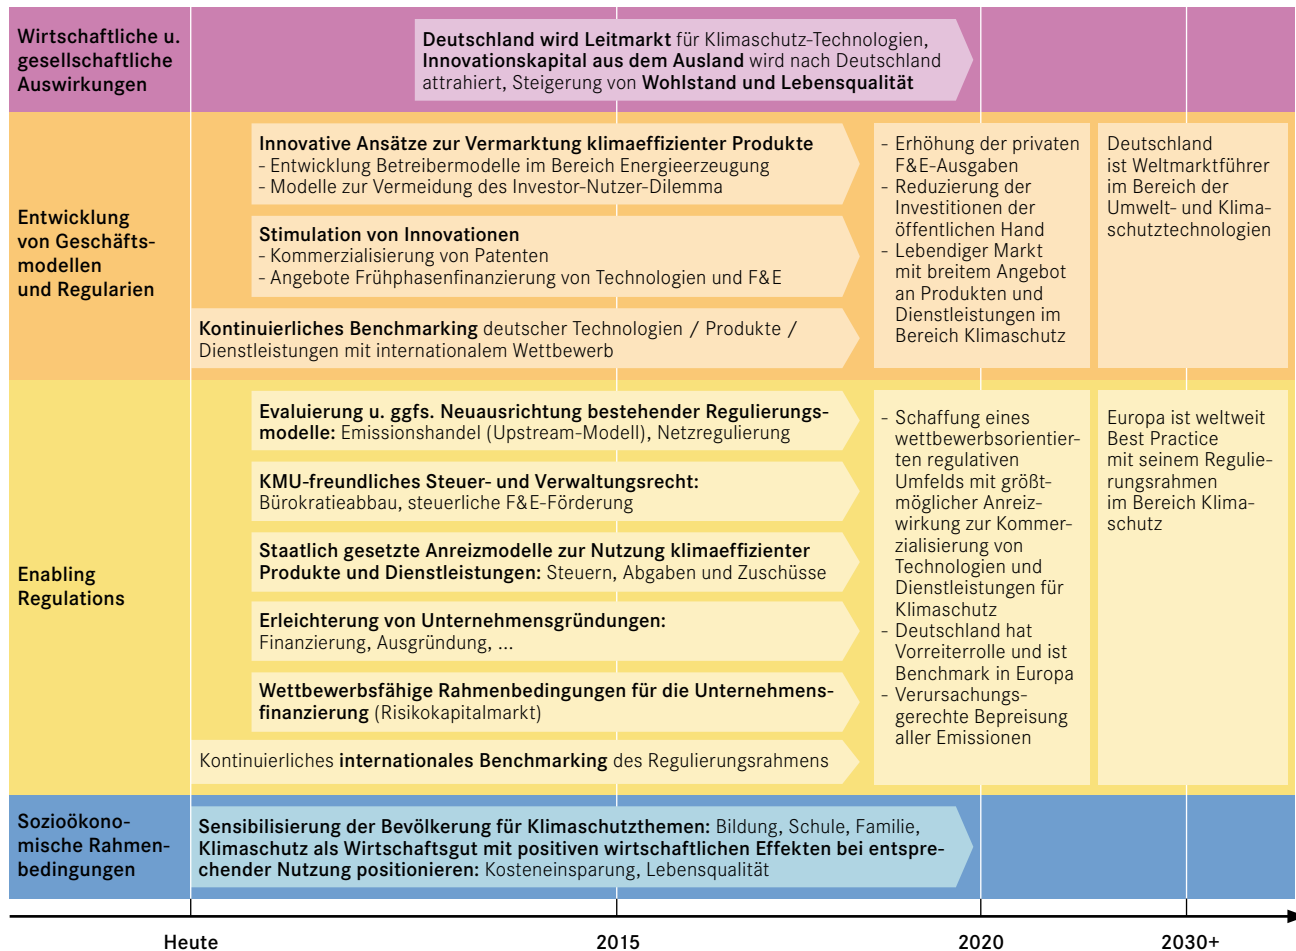 Wirtschaftliche u.
gesellschaftliche
Auswirkungen
Deutschland wird Leitmarkt für Klimaschutz-Technologien,
Innovationskapital aus dem Ausland wird nach Deutschland
attrahiert, Steigerung von Wohlstand und Lebensqualität
Entwicklung
von Geschäfts-
modellen
und Regularien
Innovative Ansätze zur Vermarktung klimaeffizienter Produkte
- Entwicklung Betreibermodelle im Bereich Energieerzeugung
- Modelle zur Vermeidung des Investor-Nutzer-Dilemma
Stimulation von Innovationen
- Kommerzialisierung von Patenten
- Angebote Frühphasenfinanzierung von Technologien und F&E
Kontinuierliches Benchmarking deutscher Technologien / Produkte /
Dienstleistungen mit internationalem Wettbewerb
- Erhöhung der privaten
F&E-Ausgaben
- Reduzierung der
Investitionen der
öffentlichen Hand
- Lebendiger Markt
mit breitem Angebot
an Produkten und
Dienstleistungen im
Bereich Klimaschutz
Deutschland
ist Weltmarktführer
im Bereich der
Umwelt- und Klima-
schutztechnologien
Enabling
Regulations
Evaluierung u. ggfs. Neuausrichtung bestehender Regulierungs-
modelle: Emissionshandel (Upstream-Modell), Netzregulierung
KMU-freundliches Steuer- und Verwaltungsrecht:
Bürokratieabbau, steuerliche F&E-Förderung
Staatlich gesetzte Anreizmodelle zur Nutzung klimaeffizienter
Produkte und Dienstleistungen: Steuern, Abgaben und Zuschüsse
Erleichterung von Unternehmensgründungen:
Finanzierung, Ausgründung, ...
Wettbewerbsfähige Rahmenbedingungen für die Unternehmens-
finanzierung (Risikokapitalmarkt)
Kontinuierliches internationales Benchmarking des Regulierungsrahmens
- Schaffung eines
wettbewerbsorientier-
ten regulativen
Umfelds mit größt-
möglicher Anreiz-
wirkung zur Kommer-
zialisierung von
Technologien und
Dienstleistungen für
Klimaschutz
- Deutschland hat
Vorreiterrolle und ist
Benchmark in Europa
- Verursachungs-
gerechte Bepreisung
aller Emissionen
Europa ist weltweit
Best Practice
mit seinem Regulie-
rungsrahmen
im Bereich Klima-
schutz
Sozioökono-
mische Rahmen-
bedingungen
Sensibilisierung der Bevölkerung für Klimaschutzthemen: Bildung, Schule, Familie,
Klimaschutz als Wirtschaftsgut mit positiven wirtschaftlichen Effekten bei entspre-
chender Nutzung positionieren: Kosteneinsparung, Lebensqualität
Heute
2015
2020
2030+